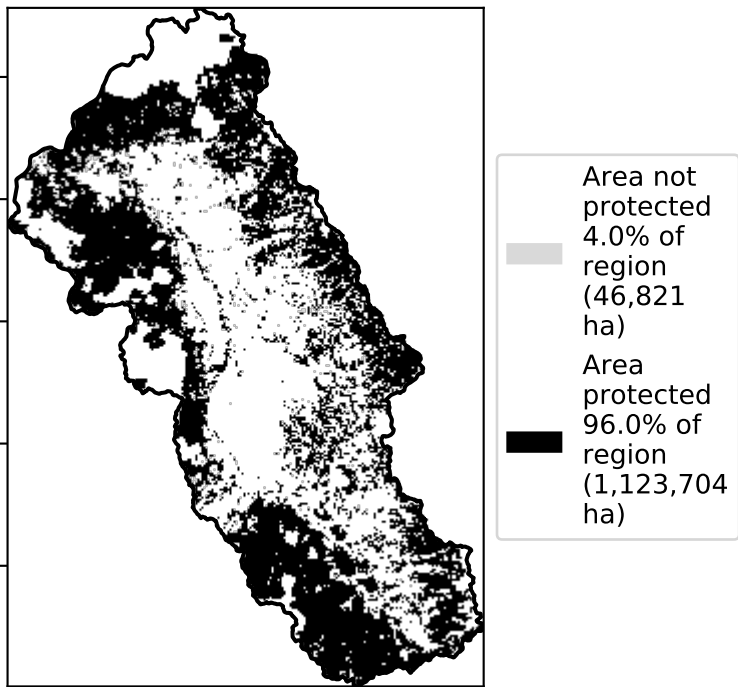 Area not
protected
4.0% of
region
(46,821
ha)
Area
protected
96.0% of
region
(1,123,704
ha)